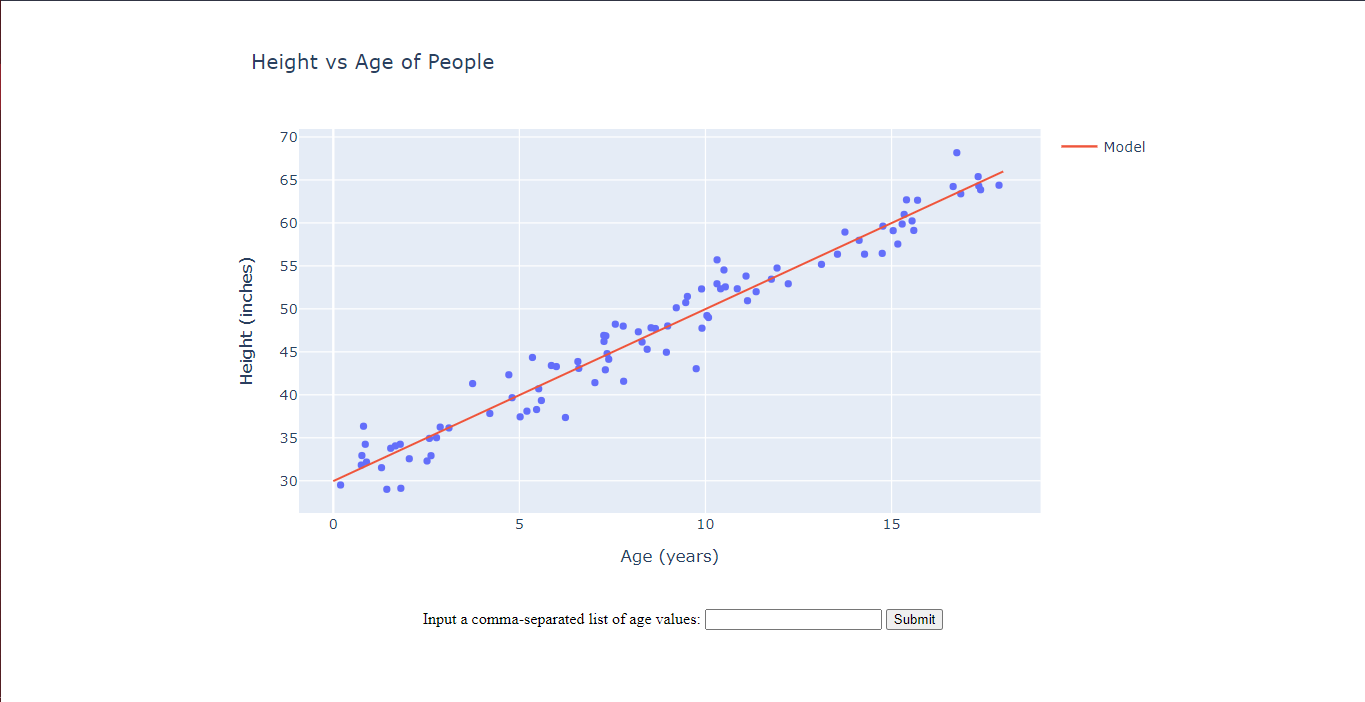 Height vs Age of People
Model
Height (inches)
70
65
60
55
50
45
40
35
30
0 5 10 15
Age (years)
Input a comma-separated list of age values: Submit